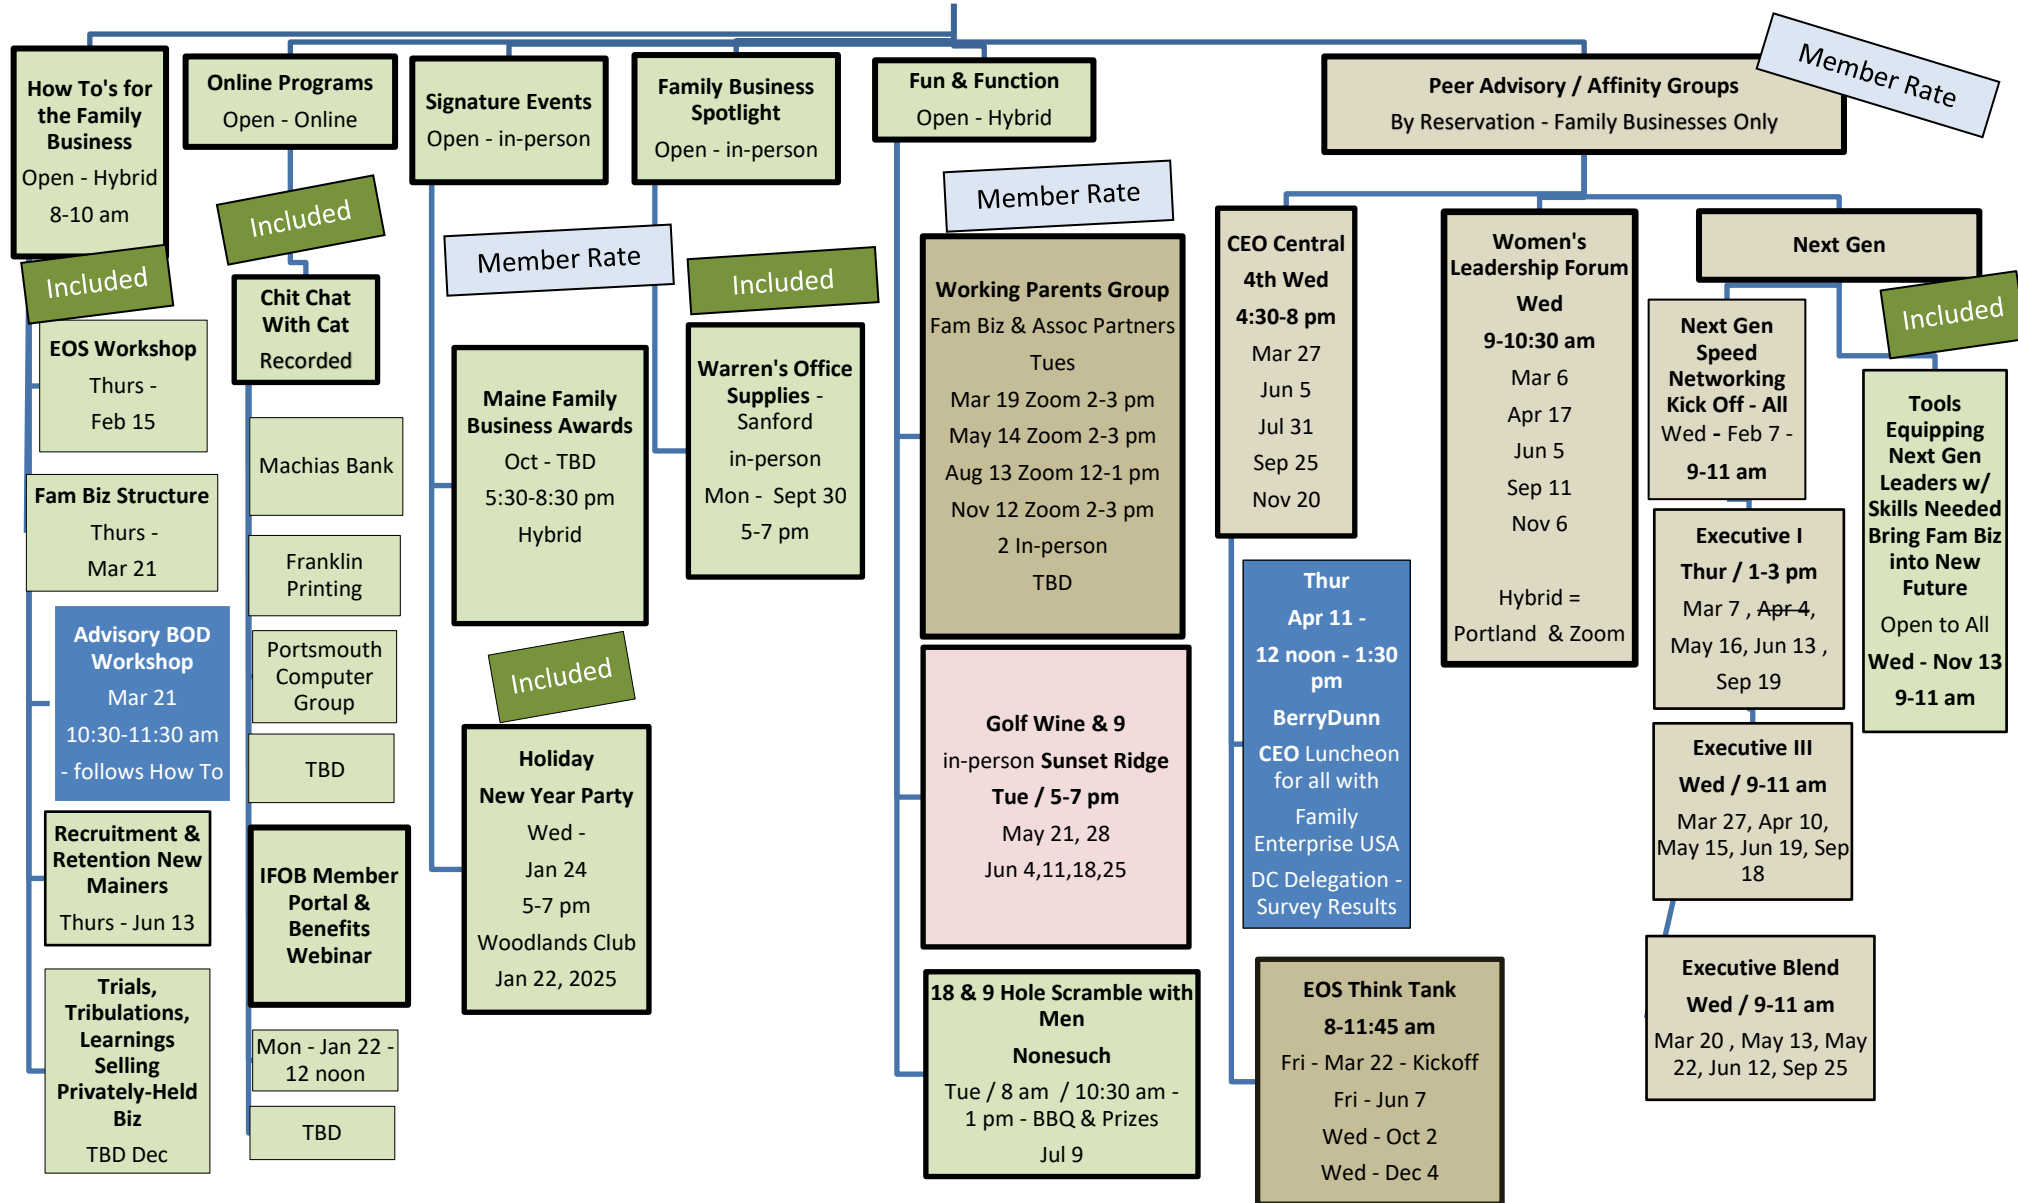 How To's for
the Family
Business
Open - Hybrid
8-10 am
Included
EOS Workshop
Thurs -
Feb 15
Fam Biz Structure
Thurs -
Mar 21
Advisory BOD
Workshop
Mar 21
10:30-11:30 am
- follows How To
Recruitment &
Retention New
Mainers
Thurs - Jun 13
Trials,
Tribulations,
Learnings
Selling
Privately-Held
Biz
TBD Dec
Online Programs
Open - Online
Included
Chit Chat
With Cat
Recorded
Machias Bank
Franklin
Printing
Portsmouth
Computer
Group
TBD
IFOB Member
Portal &
Benefits
Webinar
Mon - Jan 22 -
12 noon
TBD
Signature Events
Open - in-person
Member Rate
Maine Family
Business Awards
Oct - TBD
5:30-8:30 pm
Hybrid
Included
Holiday
New Year Party
Wed -
Jan 24
5-7 pm
Woodlands Club
Jan 22, 2025
Family Business
Spotlight
Open - in-person
Included
Warren's Office
Supplies -
Sanford
in-person
Mon - Sept 30
5-7 pm
Fun & Function
Open - Hybrid
Member Rate
Working Parents Group
Fam Biz & Assoc Partners
Tues
Mar 19 Zoom 2-3 pm
May 14 Zoom 2-3 pm
Aug 13 Zoom 12-1 pm
Nov 12 Zoom 2-3 pm
2 In-person
TBD
Golf Wine & 9
in-person Sunset Ridge
Tue / 5-7 pm
May 21, 28
Jun 4,11,18,25
18 & 9 Hole Scramble with
Men
Nonesuch
Tue / 8 am / 10:30 am -
1 pm - BBQ & Prizes
Jul 9
Peer Advisory / Affinity Groups
By Reservation - Family Businesses Only
Member Rate
CEO Central
4th Wed
4:30-8 pm
Mar 27
Jun 5
Jul 31
Sep 25
Nov 20
Thur
Apr 11 -
12 noon - 1:30
pm
BerryDunn
CEO Luncheon
for all with
Family
Enterprise USA
DC Delegation -
Survey Results
EOS Think Tank
8-11:45 am
Fri - Mar 22 - Kickoff
Fri - Jun 7
Wed - Oct 2
Wed - Dec 4
Women's
Leadership Forum
Wed
9-10:30 am
Mar 6
Apr 17
Jun 5
Sep 11
Nov 6
Hybrid =
Portland & Zoom
Next Gen
Next Gen
Speed
Networking
Kick Off - All
Wed - Feb 7 -
9-11 am
Executive I
Thur / 1-3 pm
Mar 7 , Apr 4,
May 16, Jun 13 ,
Sep 19
Executive III
Wed / 9-11 am
Mar 27, Apr 10,
May 15, Jun 19, Sep
18
Executive Blend
Wed / 9-11 am
Mar 20 , May 13, May
22, Jun 12, Sep 25
Included
Tools
Equipping
Next Gen
Leaders w/
Skills Needed
Bring Fam Biz
into New
Future
Open to All
Wed - Nov 13
9-11 am